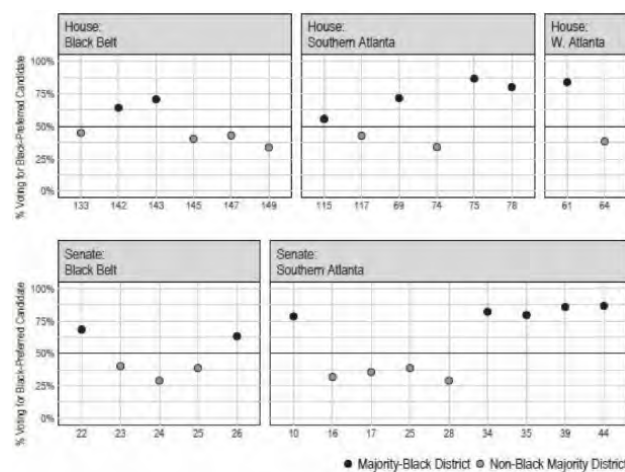 House:
Black Belt
House:
Southern Atlanta
House:
W. Atlanta
% Voting for Black-Preferred Candidate
100%
75%
50%
25%
0%
133 142 143 145 147 149
115 117 69 74 75 78
61 64
Senate:
Black Belt
Senate:
Southern Atlanta
% Voting for Black-Preferred Candidate
100%
75%
50%
25%
0%
22 23 24 25 26
10 16 17 25 28 34 35 39 44
Majority-Black District Non-Black Majority District